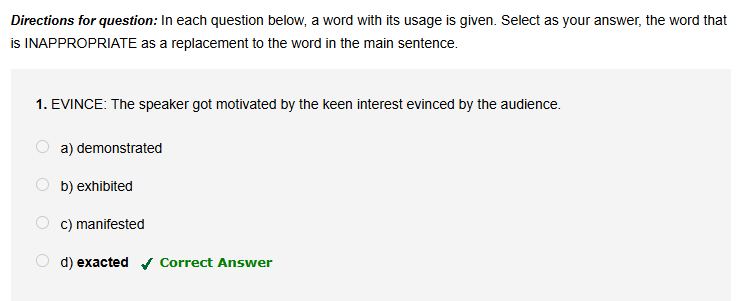 Directions for question: In each question below, a word with its usage is given. Select as your answer, the word that
is INAPPROPRIATE as a replacement to the word in the main sentence.
1. EVINCE: The speaker got motivated by the keen interest evinced by the audience.
a) demonstrated
b) exhibited
c) manifested
d) exacted ✓ Correct Answer